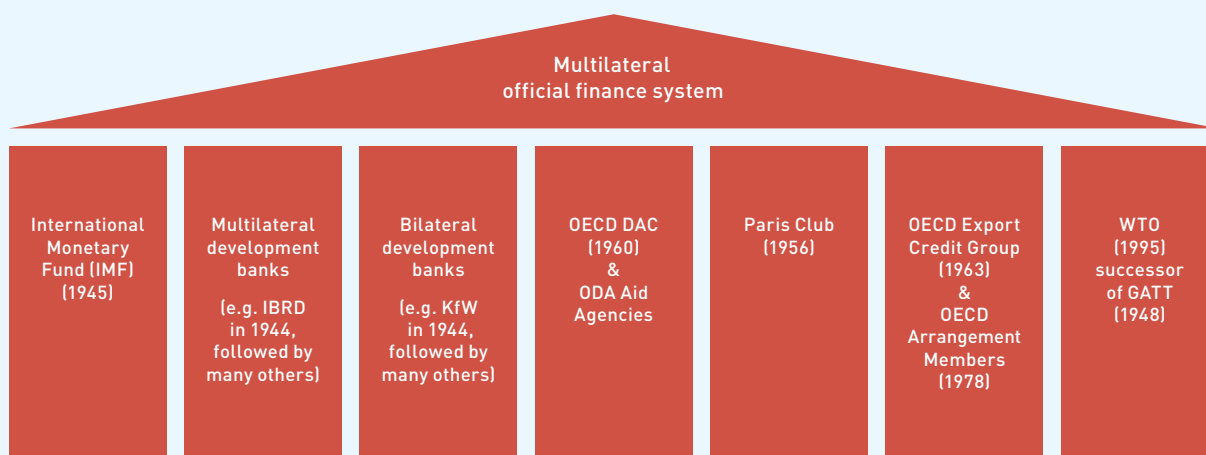 Multilateral
official finance system
International
Monetary
Fund (IMF)
(1945)
Multilateral
development
banks
(e.g. IBRD
in 1944,
followed by
many others)
Bilateral
development
banks
(e.g. KfW
in 1944,
followed by
many others)
OECD DAC
(1960)
&
ODA Aid
Agencies
Paris Club
(1956)
OECD Export
Credit Group
(1963)
&
OECD
Arrangement
Members
(1978)
WTO
(1995)
successor
of GATT
(1948)